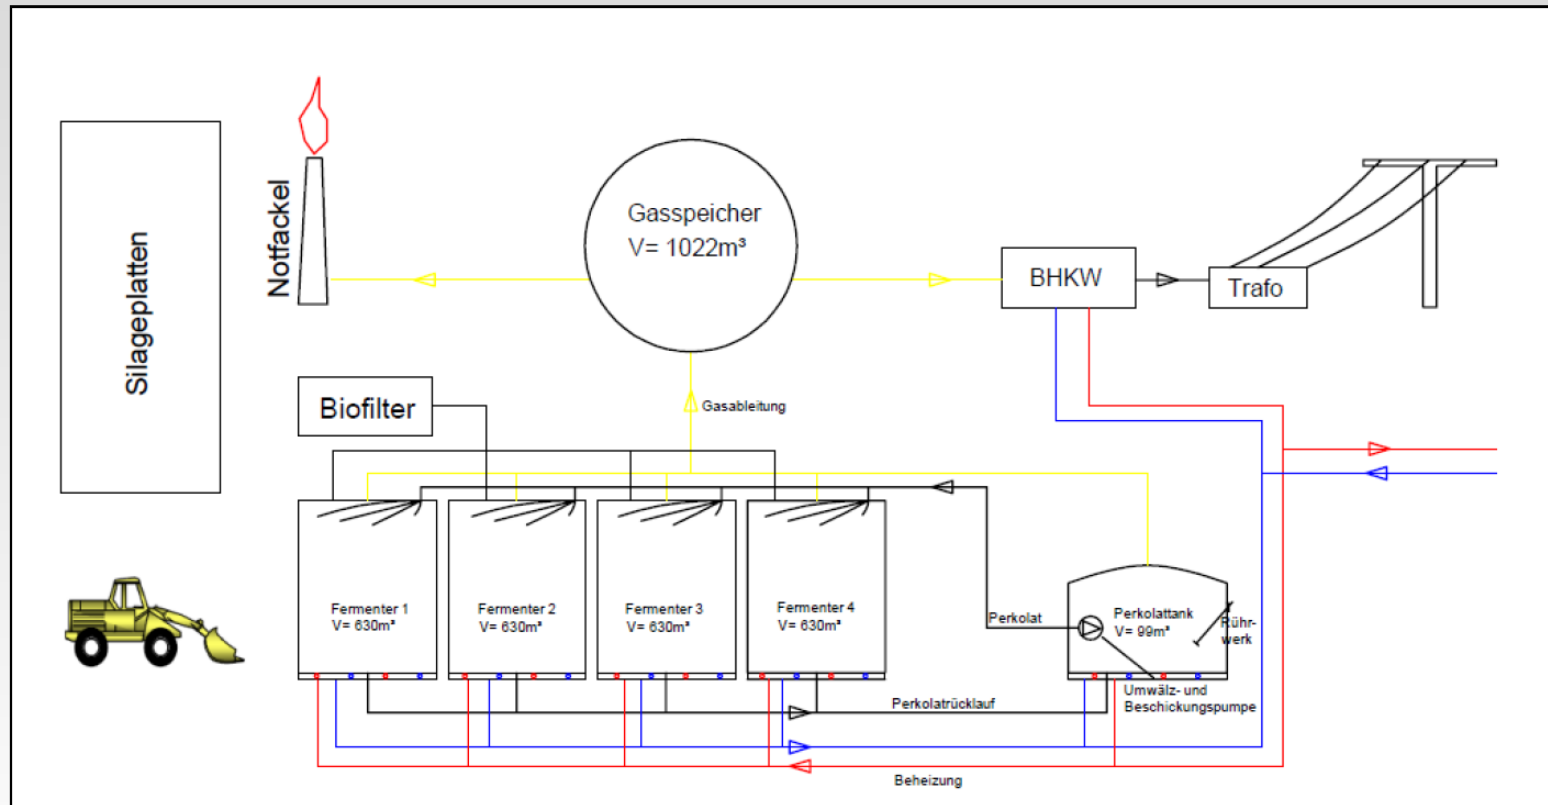 Silageplatten
Notfackel
Gasspeicher
V= 1022m³
BHKW
Trafo
Biofilter
Gasableitung
Fermenter 1
V= 630m³
Fermenter 2
V= 630m³
Fermenter 3
V= 630m³
Fermenter 4
V= 630m³
Perkolat
Perkolattank
V= 99m³
Rühr-
werk
Umwälz- und
Beschickungspumpe
Perkolatrücklauf
Beheizung